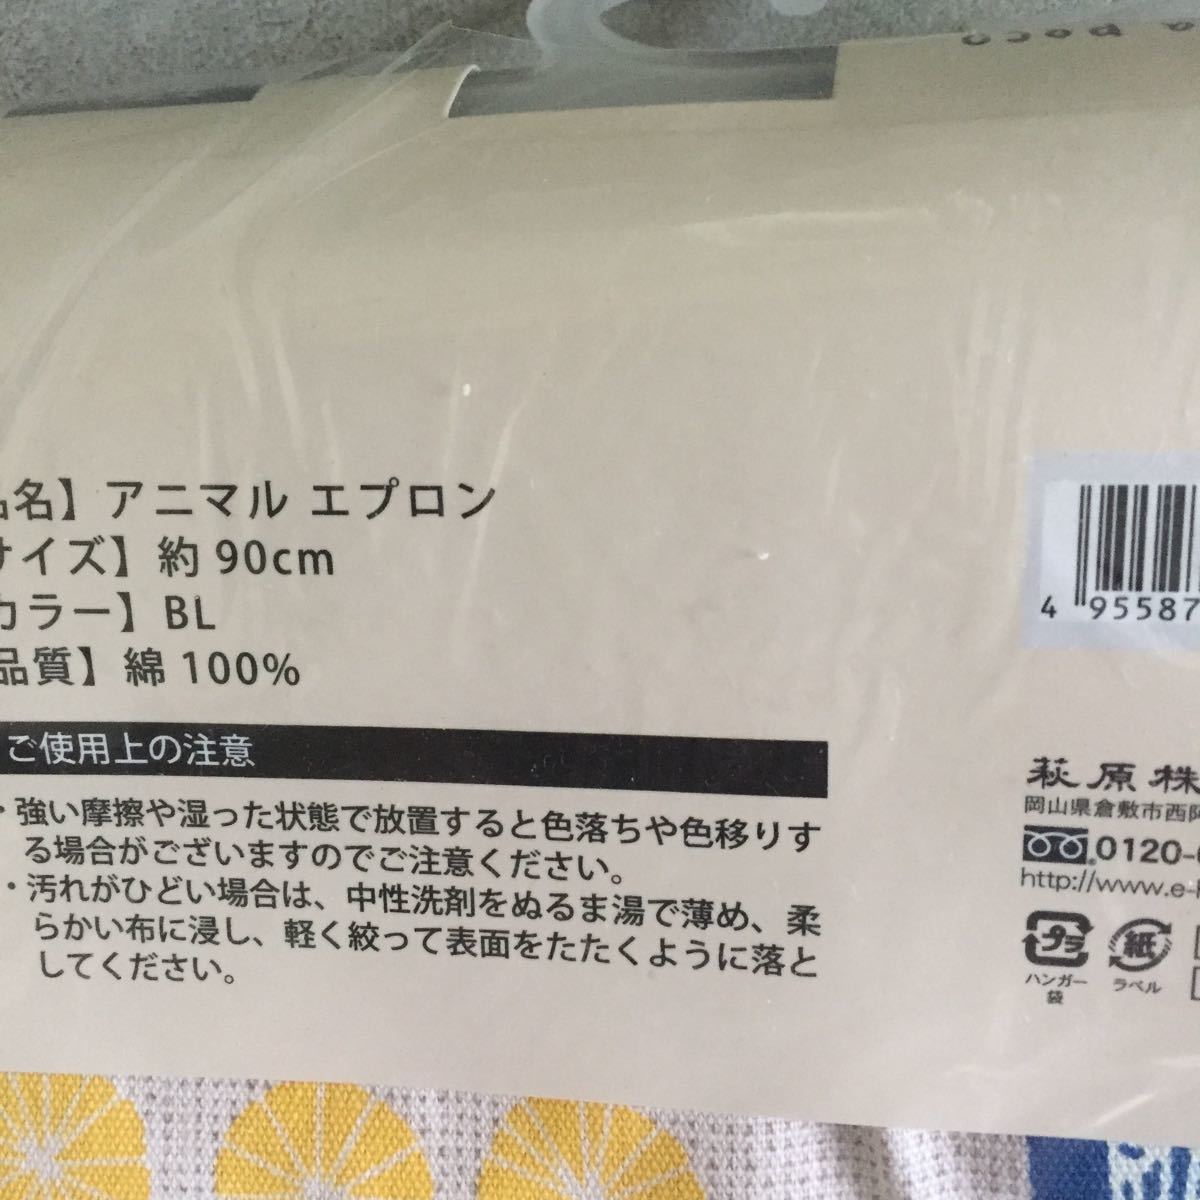 poco
品名】アニマル エプロン
サイズ】約 90cm
カラー】BL
品質】綿 100%
ご使用上の注意
・強い摩擦や湿った状態で放置すると色落ちや色移りす
る場合がございますのでご注意ください。
・汚れがひどい場合は、中性洗剤をぬるま湯で薄め、柔
らかい布に浸し、軽く絞って表面をたたくように落と
してください。
4 95587
萩原株
岡山県倉敷市西阿
0120-
http://www.e-
プラ
ハンガー
袋
紙
ラベル